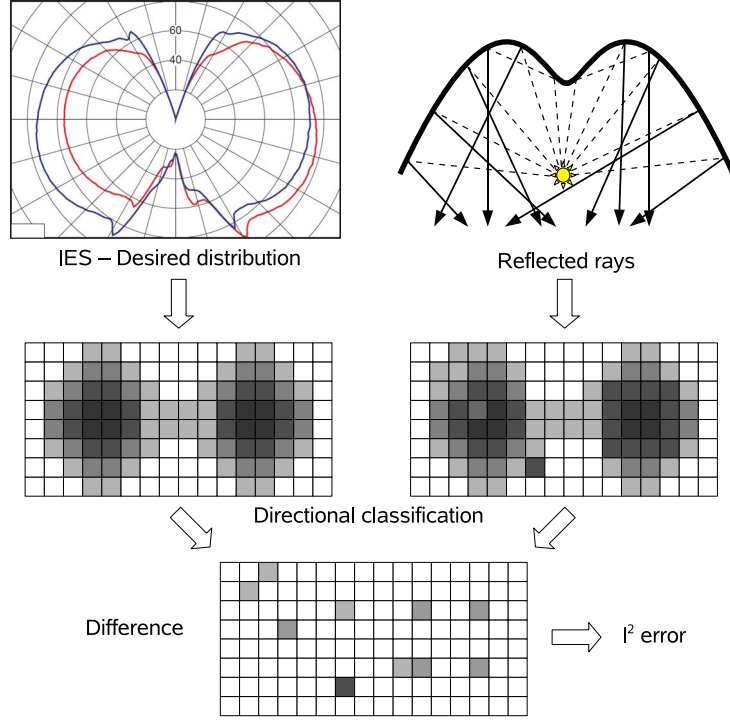 60
40
IES – Desired distribution
Reflected rays
Directional classification
Difference
l² error